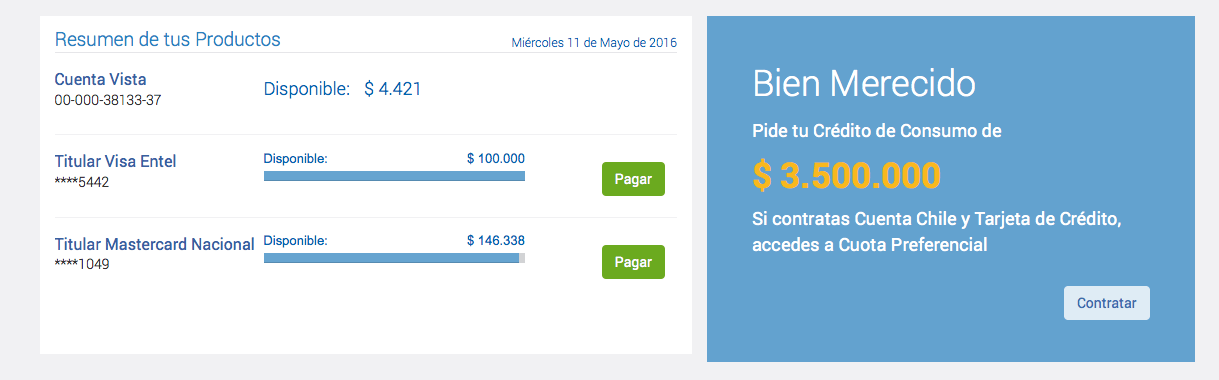 Resumen de tus Productos
Miércoles 11 de Mayo de 2016
Cuenta Vista
00-000-38133-37
Disponible: $ 4.421
Titular Visa Entel
****5442
Disponible: $ 100.000
Pagar
Titular Mastercard Nacional
****1049
Disponible: $ 146.338
Pagar
Bien Merecido
Pide tu Crédito de Consumo de
$ 3.500.000
Si contratas Cuenta Chile y Tarjeta de Crédito,
accedes a Cuota Preferencial
Contratar